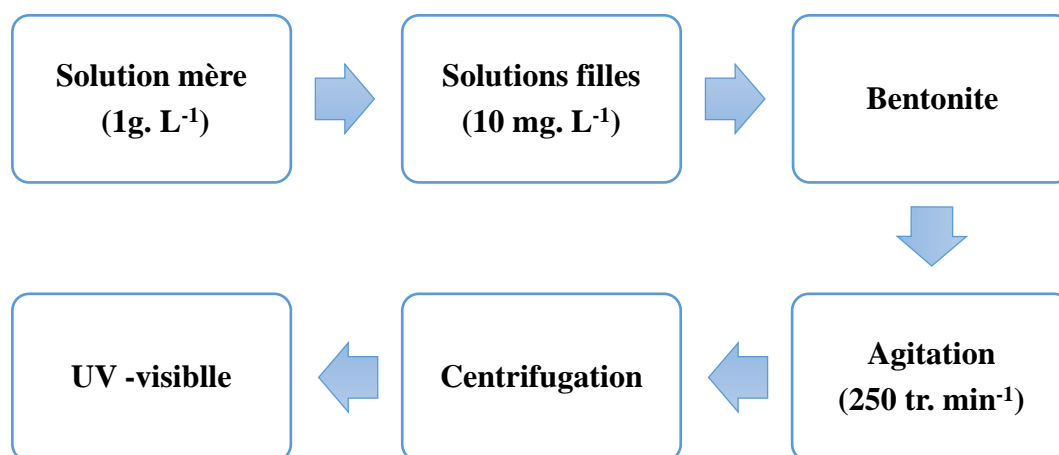 Solution mère
(1g. L-1)
Solutions filles
(10 mg. L-1)
Bentonite
Agitation
(250 tr. min-1)
Centrifugation
UV -visiblle